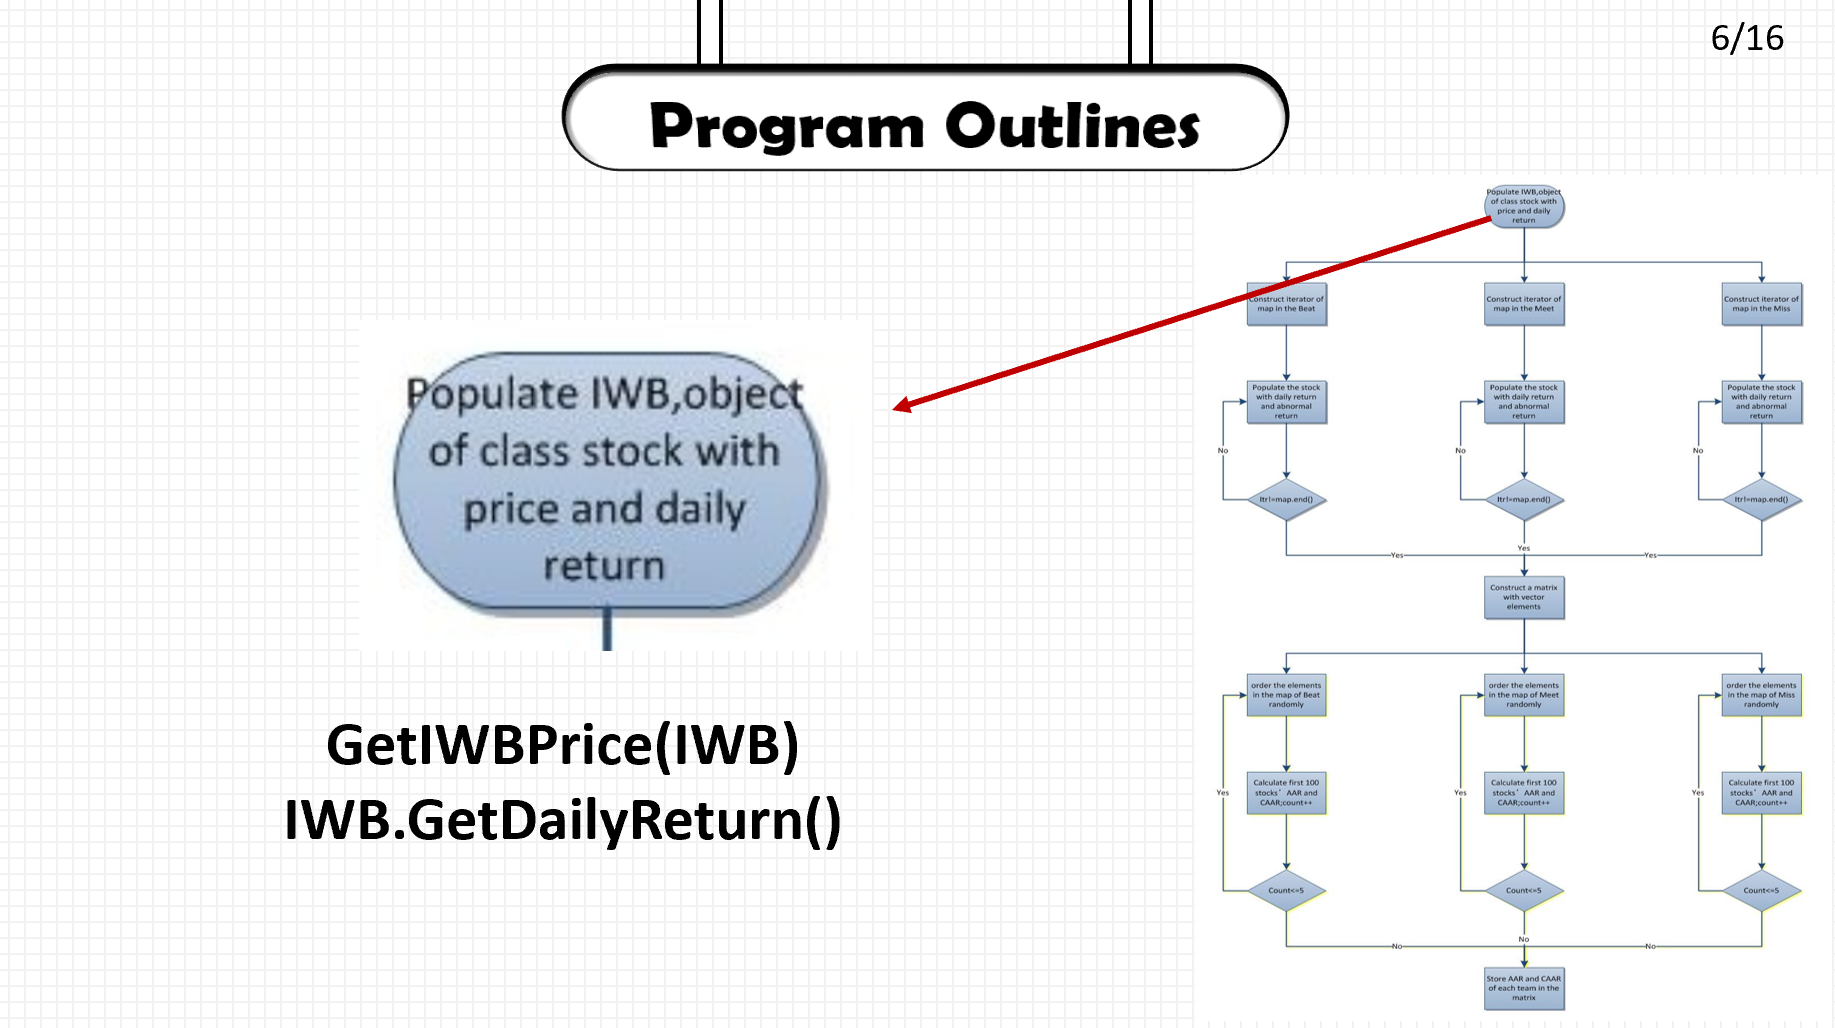 6/16
Program Outlines
Populate IWB,object
of class stock with
price and daily
return
GetIWBPrice(IWB)
IWB.GetDailyReturn()
Populate IWB,object
of class stock with
price and daily
return
Construct iterator of
map in the Beat
Construct iterator of
map in the Meet
Construct iterator of
map in the Miss
Populate the stock
with daily return
and abnormal
return
Populate the stock
with daily return
and abnormal
return
Populate the stock
with daily return
and abnormal
return
No
No
No
Itr!=map.end()
Itr!=map.end()
Itr!=map.end()
Yes
Yes
Yes
Construct a matrix
with vector
elements
order the elements
in the map of Beat
randomly
order the elements
in the map of Meet
randomly
order the elements
in the map of Miss
randomly
Calculate first 100
stocks’ AAR and
CAAR;count++
Calculate first 100
stocks’ AAR and
CAAR;count++
Calculate first 100
stocks’ AAR and
CAAR;count++
Yes
Yes
Yes
Count<=5
Count<=5
Count<=5
No
No
No
Store AAR and CAAR
of each team in the
matrix